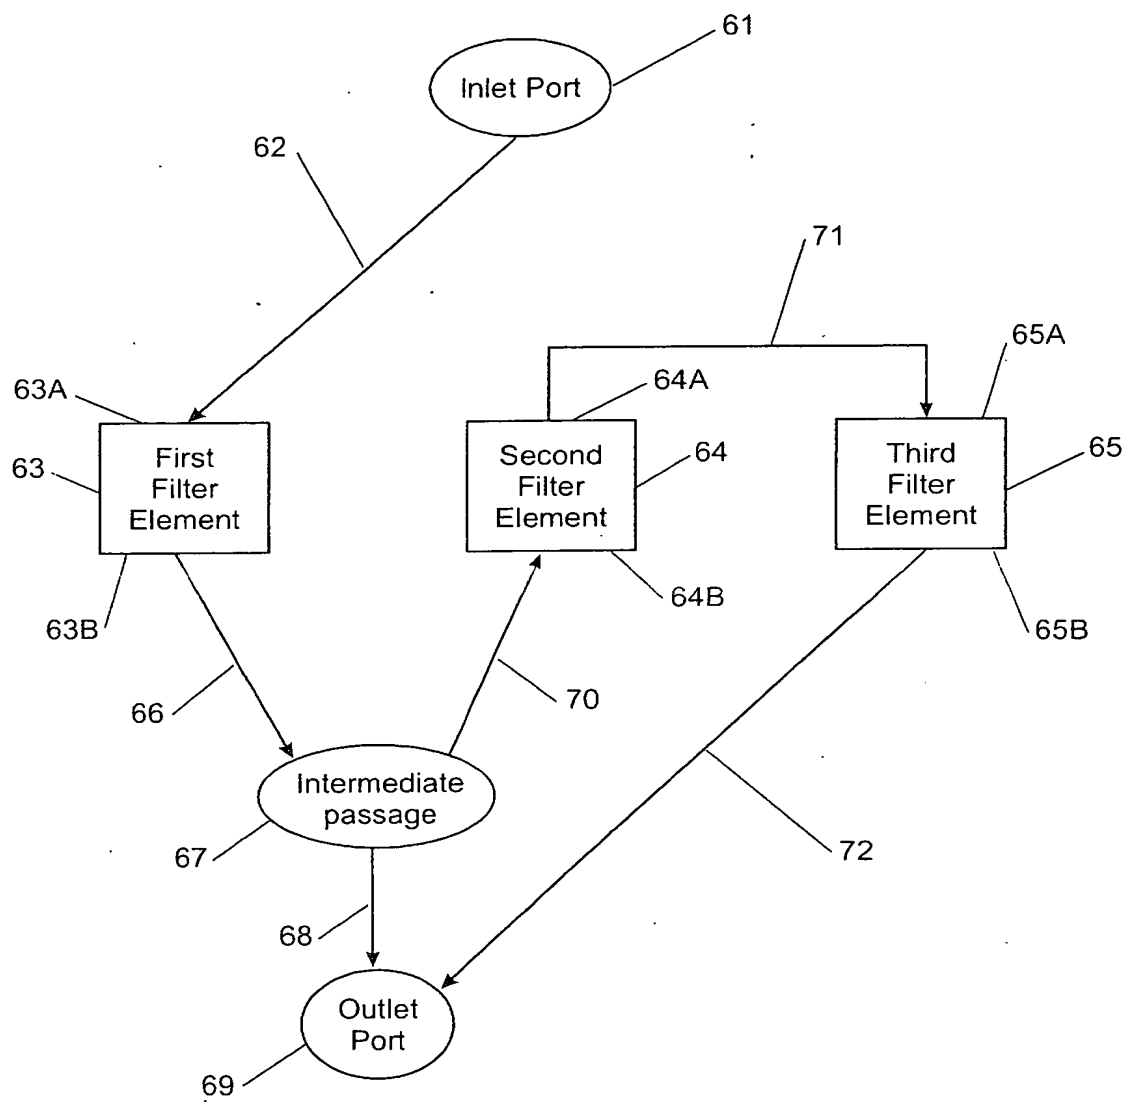 61
Inlet Port
62
71
65A
63A
64A
63
First
Filter
Element
Second
Filter
Element
64
Third
Filter
Element
65
63B
64B
65B
66
70
Intermediate
passage
67
72
68
Outlet
Port
69